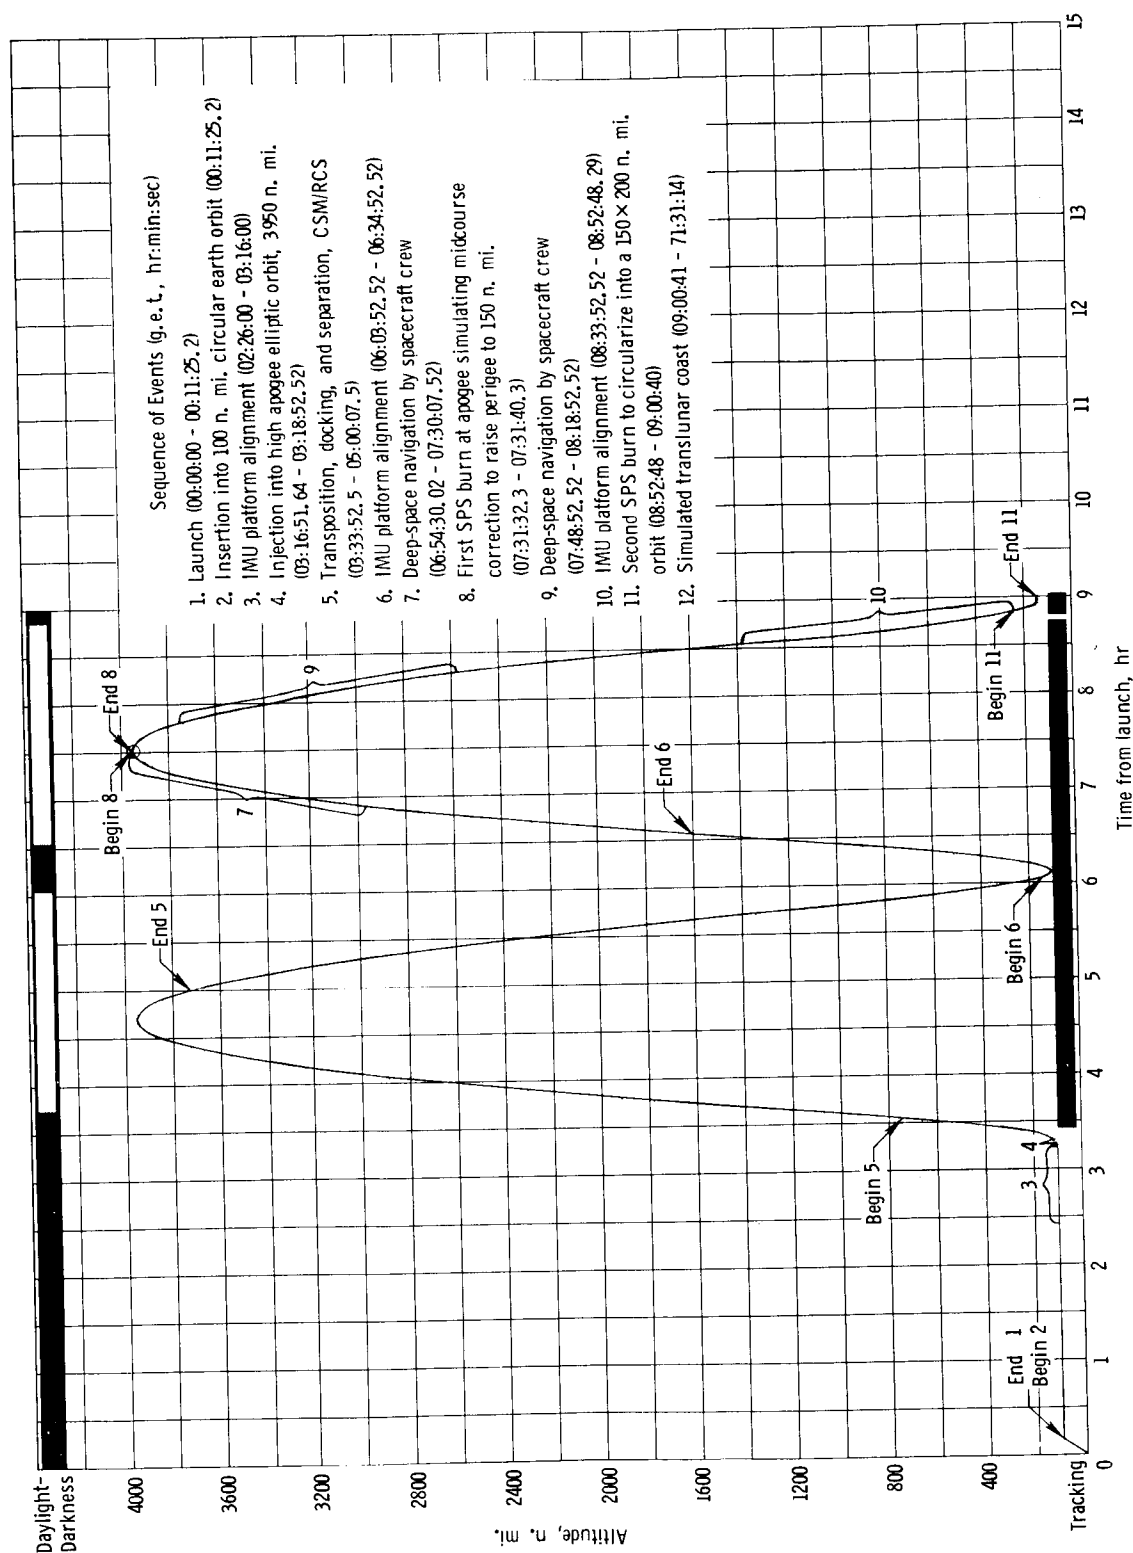 Daylight-
Darkness
4000
3600
3200
2800
2400
2000
1600
1200
800
400
Tracking
Altitude, n. mi.
0
1
2
3
4
5
6
7
8
9
10
11
12
13
14
15
Time from launch, hr
End 1
Begin 2
3
4
Begin 5
End 5
Begin 6
End 6
7
Begin 8
End 8
9
10
Begin 11
End 11
Sequence of Events (g. e. t., hr:min:sec)
1. Launch (00:00:00 - 00:11:25. 2)
2. Insertion into 100 n. mi. circular earth orbit (00:11:25. 2)
3. IMU platform alignment (02:26:00 - 03:16:00)
4. Injection into high apogee elliptic orbit, 3950 n. mi.
(03:16:51. 64 - 03:18:52. 52)
5. Transposition, docking, and separation, CSM/RCS
(03:33:52. 5 - 05:00:07. 5)
6. IMU platform alignment (06:03:52. 52 - 06:34:52. 52)
7. Deep-space navigation by spacecraft crew
(06:54:30. 02 - 07:30:07. 52)
8. First SPS burn at apogee simulating midcourse
correction to raise perigee to 150 n. mi.
(07:31:32. 3 - 07:31:40. 3)
9. Deep-space navigation by spacecraft crew
(07:48:52. 52 - 08:18:52. 52)
10. IMU platform alignment (08:33:52. 52 - 08:52:48. 29)
11. Second SPS burn to circularize into a 150 × 200 n. mi.
orbit (08:52:48 - 09:00:40)
12. Simulated translunar coast (09:00:41 - 71:31:14)